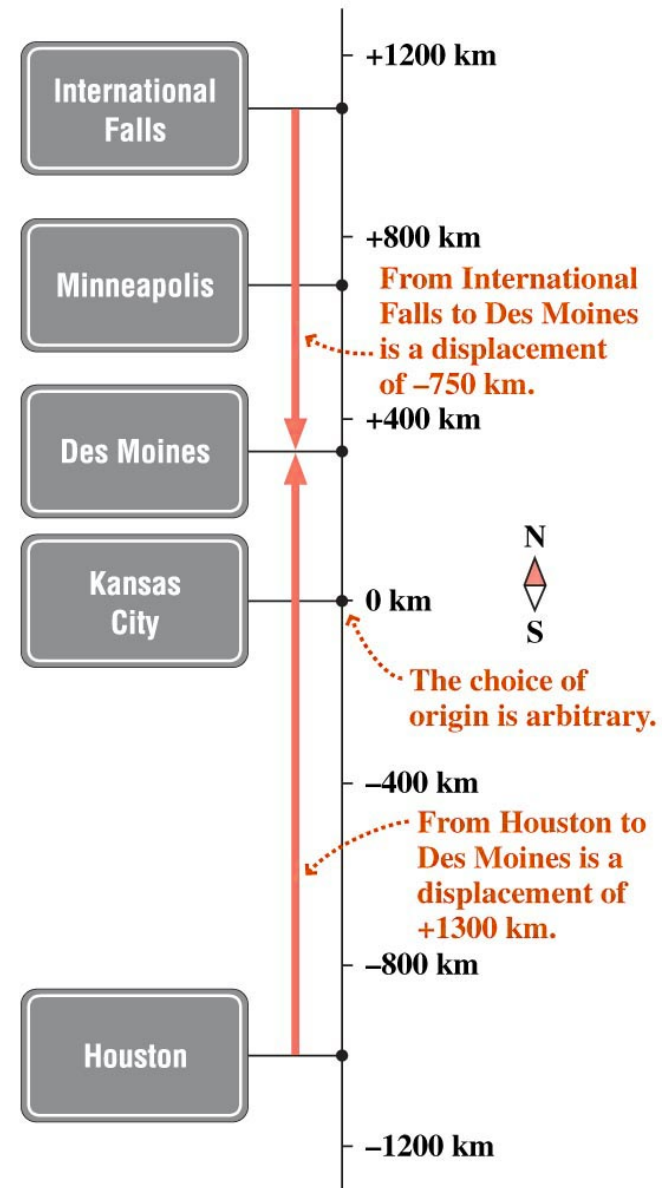 +1200 km
International
Falls
+800 km
Minneapolis
From International
Falls to Des Moines
is a displacement
of –750 km.
+400 km
Des Moines
N
S
Kansas
City
0 km
The choice of
origin is arbitrary.
–400 km
From Houston to
Des Moines is a
displacement of
+1300 km.
–800 km
Houston
–1200 km